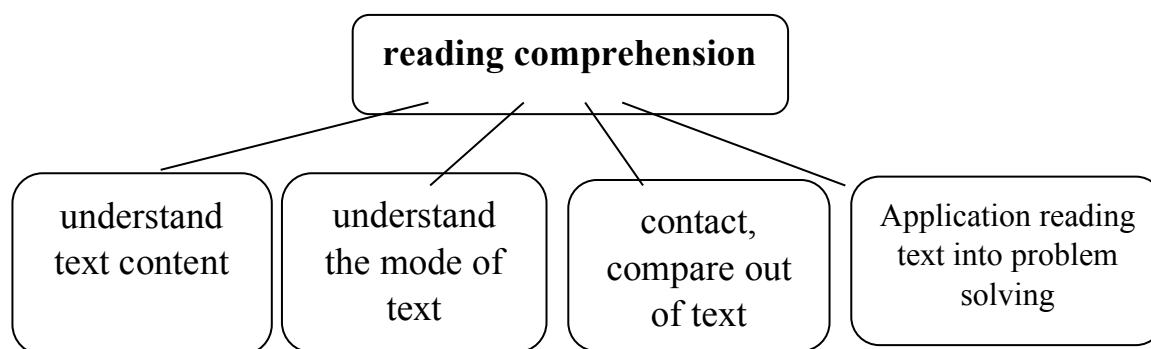 reading comprehension
understand
text content
understand
the mode of
text
contact,
compare out
of text
Application reading
text into problem
solving